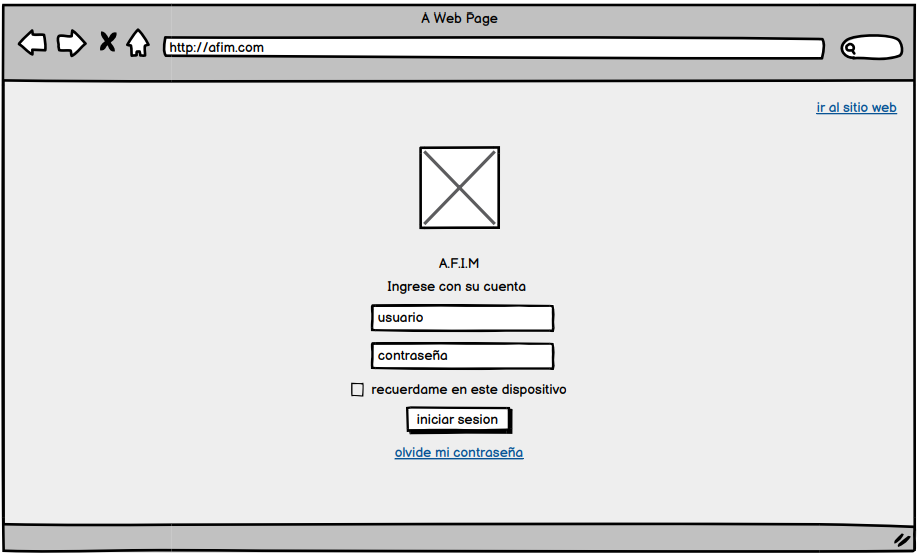 A Web Page
http://afim.com
ir al sitio web
A.F.I.M
Ingrese con su cuenta
usuario
contraseña
recuerdame en este dispositivo
iniciar sesion
olvide mi contraseña